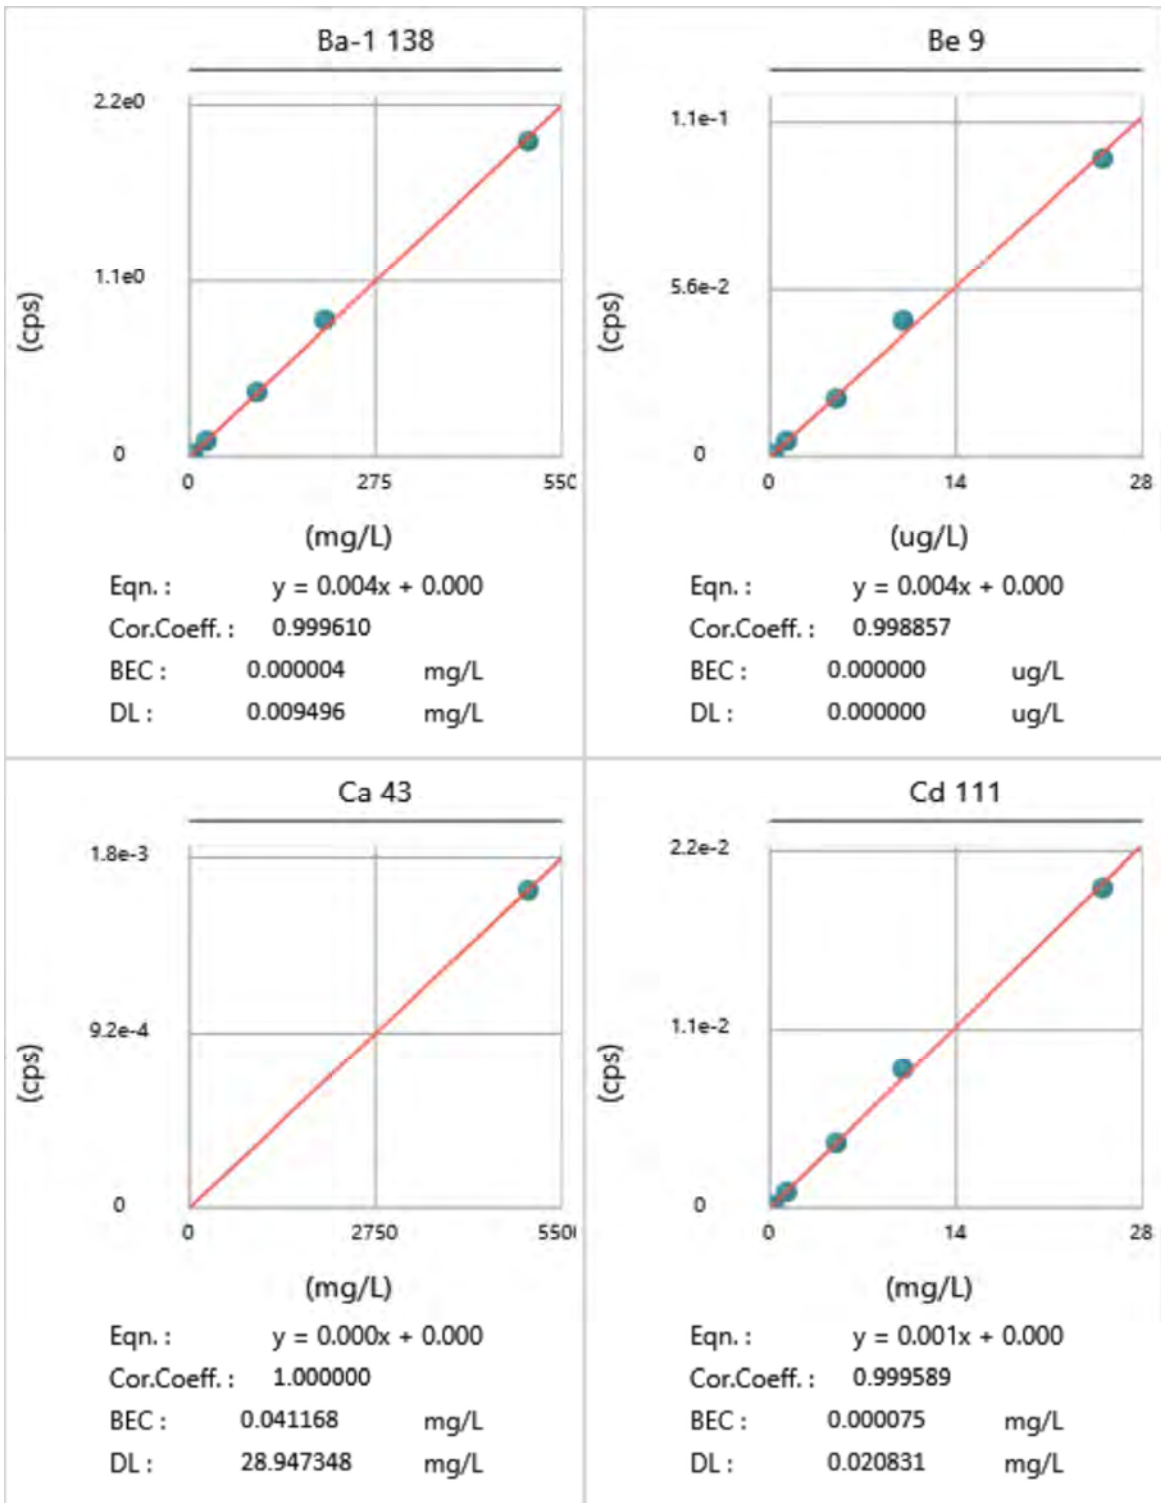 Ba-1 138
2.2e0
1.1e0
0
(cps)
0 275 550
(mg/L)
Eqn. : y = 0.004x + 0.000
Cor.Coeff. : 0.999610
BEC : 0.000004 mg/L
DL : 0.009496 mg/L
Be 9
1.1e-1
5.6e-2
0
(cps)
0 14 28
(ug/L)
Eqn. : y = 0.004x + 0.000
Cor.Coeff. : 0.998857
BEC : 0.000000 ug/L
DL : 0.000000 ug/L
Ca 43
1.8e-3
9.2e-4
0
(cps)
0 2750
(mg/L)
Eqn. : y = 0.000x + 0.000
Cor.Coeff. : 1.000000
BEC : 0.041168 mg/L
DL : 28.947348 mg/L
Cd 111
2.2e-2
1.1e-2
0
(cps)
0 14 28
(mg/L)
Eqn. : y = 0.001x + 0.000
Cor.Coeff. : 0.999589
BEC : 0.000075 mg/L
DL : 0.020831 mg/L